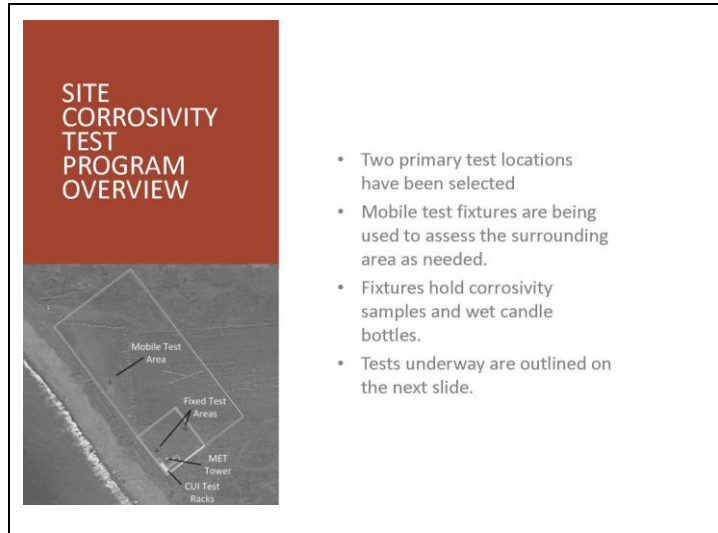 SITE
CORROSIVITY
TEST
PROGRAM
OVERVIEW
• Two primary test locations
have been selected
• Mobile test fixtures are being
used to assess the surrounding
area as needed.
• Fixtures hold corrosivity
samples and wet candle
bottles.
• Tests underway are outlined on
the next slide.
Mobile Test
Area
Fixed Test
Areas
MET
Tower
CUI Test
Racks